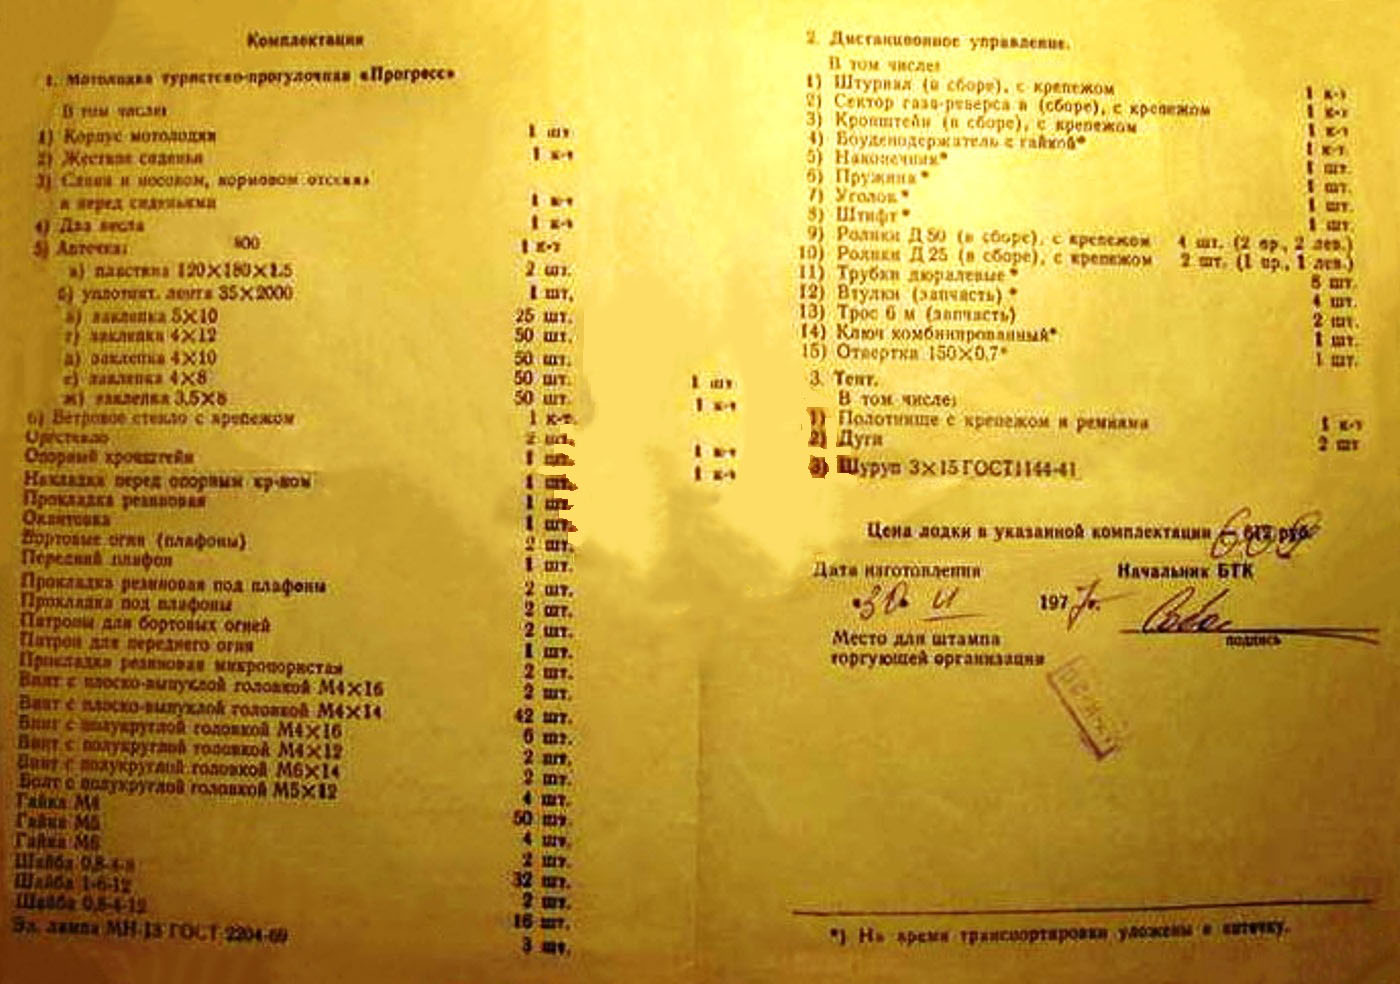 Комплектация
1. Мотолодка туристско-прогулочная «Прогресс»
В том числе:
1) Корпус мотолодки 1 шт
2) Жесткие сиденья 1 к-т
3) Слани в носовом, кормовом отсеках
и перед сиденьями 1 к-т
4) Два весла 1 к-т
5) Аптечка: 1 к-т
а) пластина 120×180×1.5 2 шт.
б) уплотнит. лента 35×2000 1 шт.
в) заклепка 5×10 25 шт.
г) заклепка 4×12 50 шт.
д) заклепка 4×10 50 шт.
е) заклепка 4×8 50 шт.
ж) заклепка 3,5×8 50 шт.
6) Ветровое стекло с крепежом 1 к-т.
Оргстекло 2 шт.
Опорный кронштейн 1 шт.
Накладка перед опорным кр-ном 1 шт.
Прокладка резиновая 1 шт.
Окантовка 1 шт.
Бортовые огни (плафоны) 2 шт.
Передний плафон 1 шт.
Прокладка резиновая под плафоны 2 шт.
Прокладка под плафоны 2 шт.
Патроны для бортовых огней 2 шт.
Патрон для переднего огня 1 шт.
Прокладка резиновая микропористая 2 шт.
Винт с плоско-выпуклой головкой М4×16 2 шт.
Винт с плоско-выпуклой головкой М4×14 42 шт.
Винт с полукруглой головкой М4×16 6 шт.
Винт с полукруглой головкой М4×12 2 шт.
Винт с полукруглой головкой М6×14 2 шт.
Болт с полукруглой головкой М5×12 4 шт.
Гайка М4 50 шт.
Гайка М5 4 шт.
Гайка М6 2 шт.
Шайба 32 шт.
Шайба 1-6-12 2 шт.
Шайба 0,8-4-12 16 шт.
Эл. лампа МН-13 ГОСТ 2204-69 3 шт.
1 шт
1 к-т
1 к-т
1 к-т
2. Дистанционное управление.
В том числе:
1) Штурвал (в сборе), с крепежом 1 к-т
2) Сектор газа-реверса в (сборе), с крепежом 1 к-т
3) Кронштейн (в сборе), с крепежом 1 к-т
4) Боуденодержатель с гайкой* 1 к-т.
5) Наконечник* 1 шт.
6) Пружина* 1 шт.
7) Уголок* 1 шт.
8) Штифт* 1 шт
9) Ролики Д 50 (в сборе), с крепежом 4 шт. (2 пр., 2 лев.)
10) Ролики Д 25 (в сборе), с крепежом 2 шт. (1 пр., 1 лев.)
11) Трубки дюралевые* шт.
12) Втулки (запчасть)* 4 шт.
13) Трос 6 м (запчасть) 2 шт.
14) Ключ комбинированный* 1 шт.
15) Отвертки 150×0,7* 1 шт.
3. Тент.
В том числе:
1) Полотнище с крепежом и ремнями 1 к-т
2) Дуги 2 шт
3) Шуруп 3×15 ГОСТ1144-41
Цена лодки в указанной комплектации руб.
Дата изготовления Начальник БТК
«30» 11 1977г.
подпись
Место для штампа
торгующей организации
*) На время транспортировки уложены в аптечку.